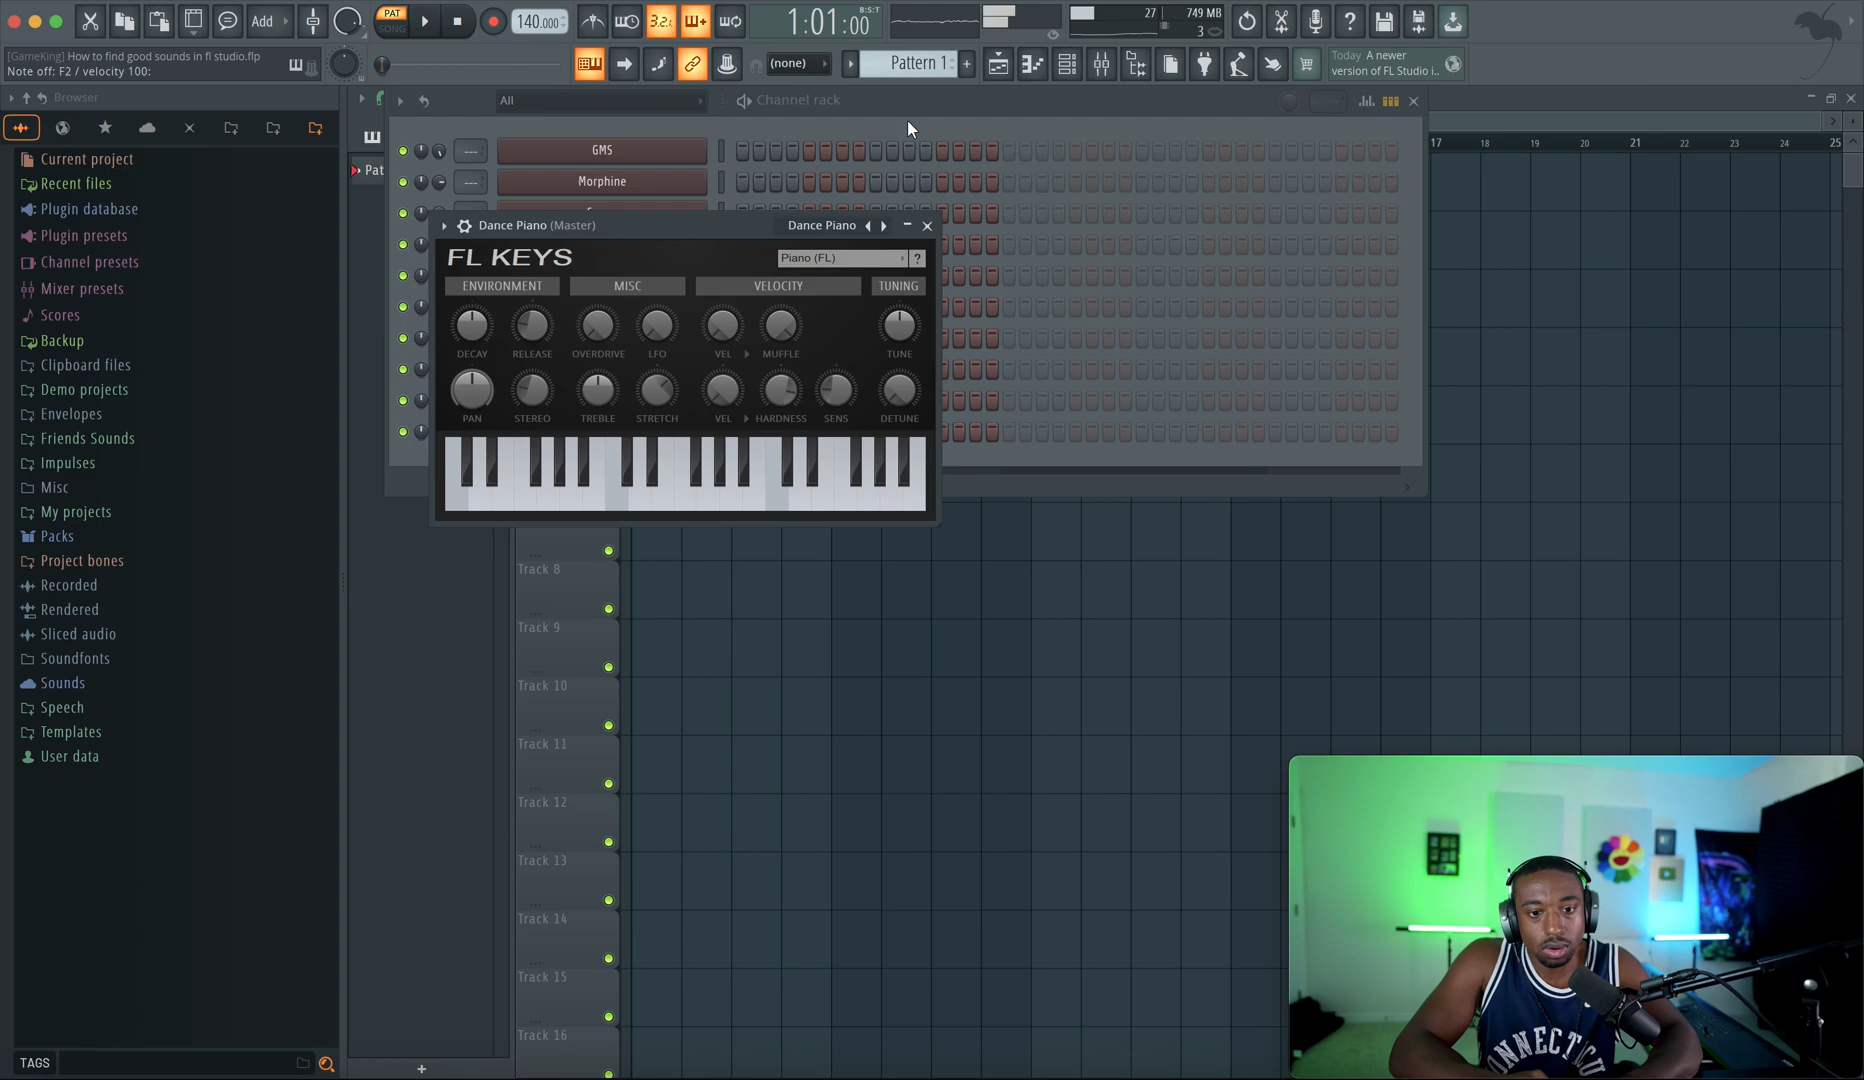 Add
PAT
SONG
140.000
3.2.1
1:01:00
B:S:T
27
749 MB
3
[GameKing] How to find good sounds in fl studio.flp
Note off: F2 / velocity 100:
(none)
Pattern 1
+
Today A newer
version of FL Studio i..
Browser
All
Channel rack
Current project
Recent files
Plugin database
Plugin presets
Channel presets
Mixer presets
Scores
Backup
Clipboard files
Demo projects
Envelopes
Friends Sounds
Impulses
Misc
My projects
Packs
Project bones
Recorded
Rendered
Sliced audio
Soundfonts
Sounds
Speech
Templates
User data
TAGS
Pat
GMS
Morphine
Dance Piano (Master)
Dance Piano
FL KEYS
Piano (FL)
?
ENVIRONMENT
MISC
VELOCITY
TUNING
DECAY
RELEASE
OVERDRIVE
LFO
VEL
MUFFLE
TUNE
PAN
STEREO
TREBLE
STRETCH
VEL
HARDNESS
SENS
DETUNE
17 18 19 20 21 22 23 24 25
Track 8
Track 9
Track 10
Track 11
Track 12
Track 13
Track 14
Track 15
Track 16